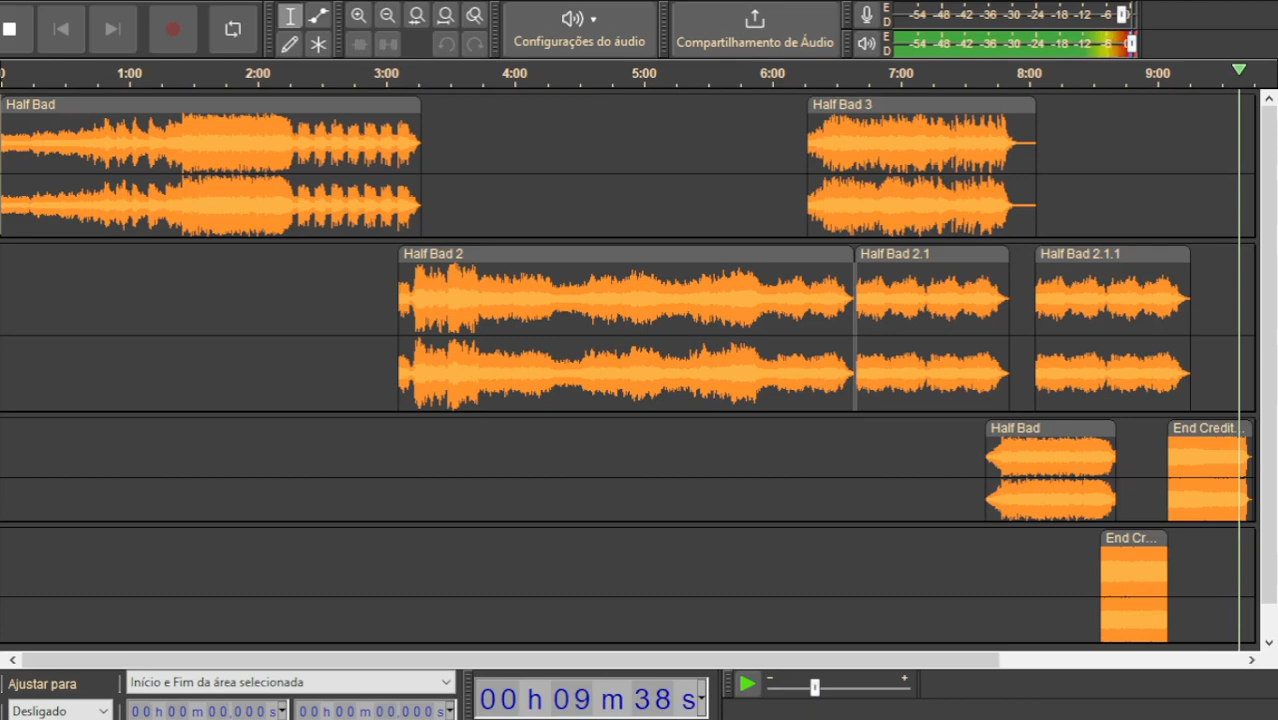 E
D
-54 -48 -42 -36 -30 -24 -18 -12 -6
Configurações do áudio
Compartilhamento de Áudio
E
D
-54 -48 -42 -36 -30 -24 -18 -12 -6
0 1:00 2:00 3:00 4:00 5:00 6:00 7:00 8:00 9:00
Half Bad
Half Bad 3
Half Bad 2
Half Bad 2.1
Half Bad 2.1.1
Half Bad
End Credit...
End Cr...
Ajustar para
Início e Fim da área selecionada
00 h 09 m 38 s
- +
Desligado
00 h 00 m 00.000 s
00 h 00 m 00.000 s